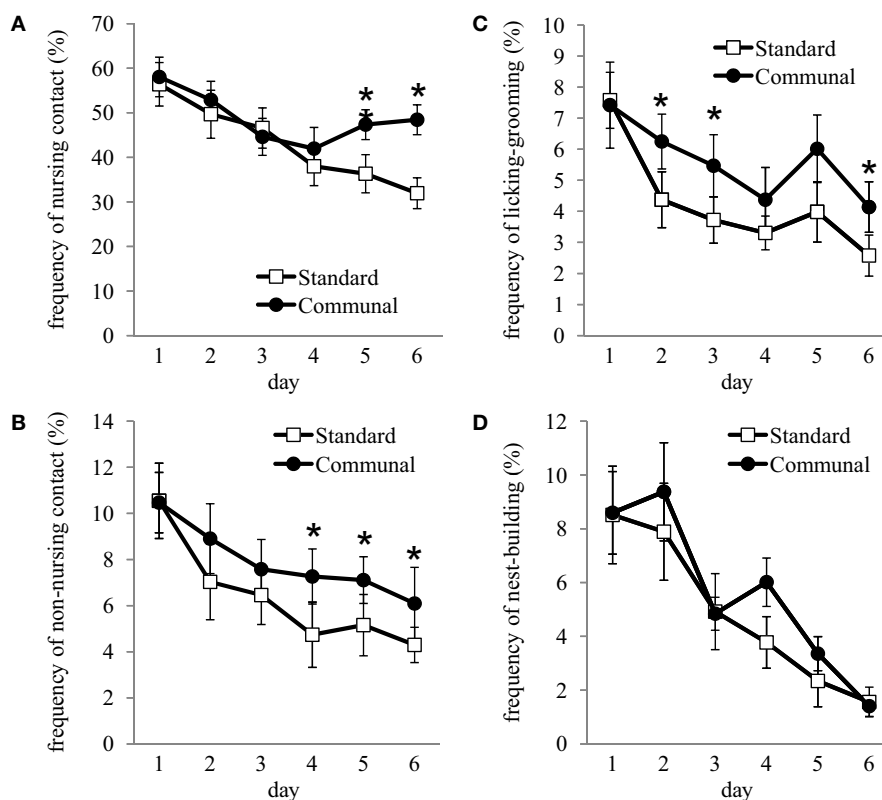 A
frequency of nursing contact (%)
70
60
50
40
30
20
10
0
* *
*
Standard
Communal
1 2 3 4 5 6
day
C
frequency of licking-grooming (%)
10
9
8
7
6
5
4
3
2
1
0
Standard
Communal
* * *
1 2 3 4 5 6
day
B
frequency of non-nursing contact (%)
14
12
10
8
6
4
2
0
Standard
Communal
* * *
1 2 3 4 5 6
day
D
frequency of nest-building (%)
12
10
8
6
4
2
0
Standard
Communal
1 2 3 4 5 6
day